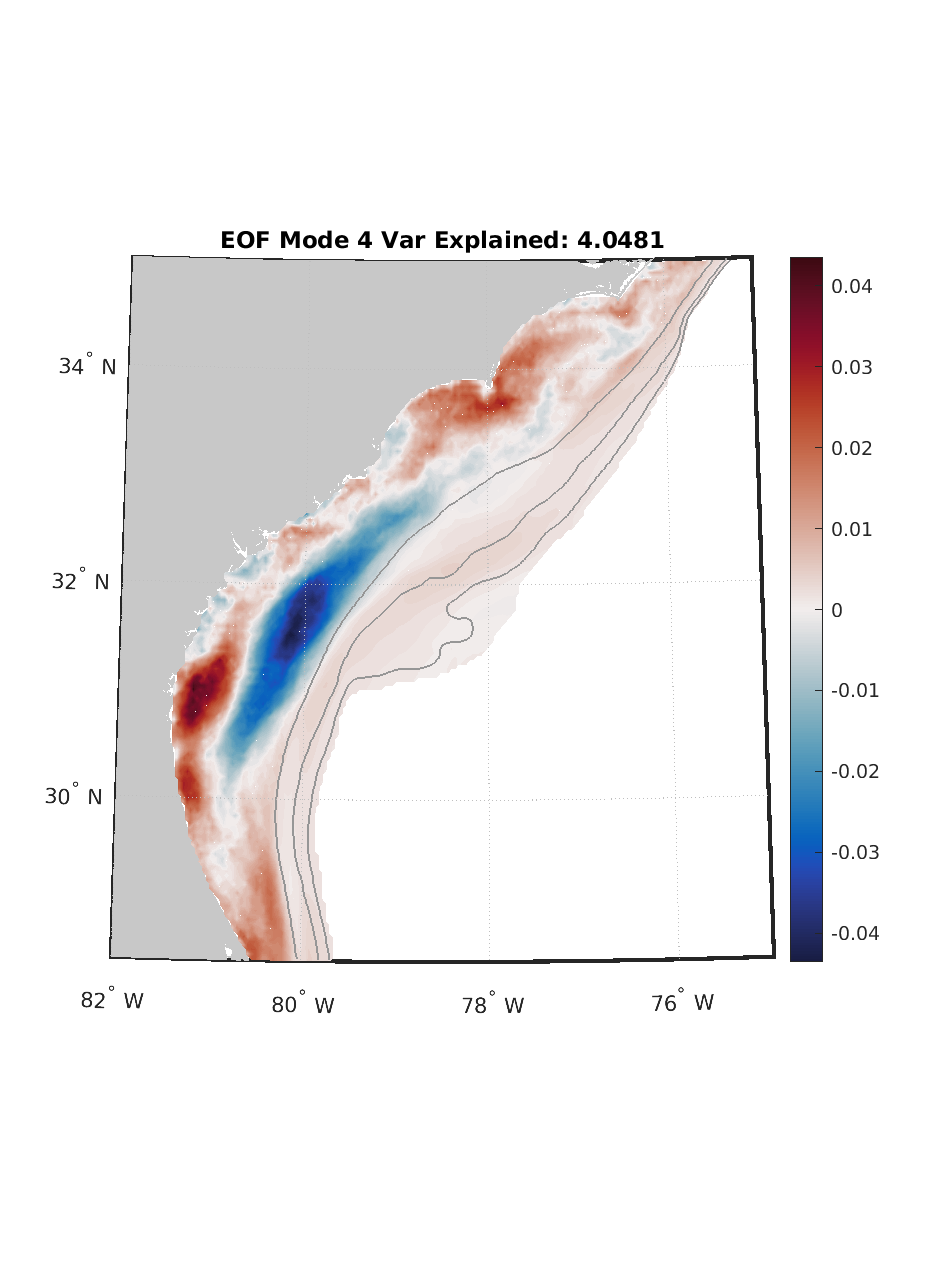 EOF Mode 4 Var Explained: 4.0481
34° N
32° N
30° N
82° W
80° W
78° W
76° W
0.04
0.03
0.02
0.01
0
-0.01
-0.02
-0.03
-0.04